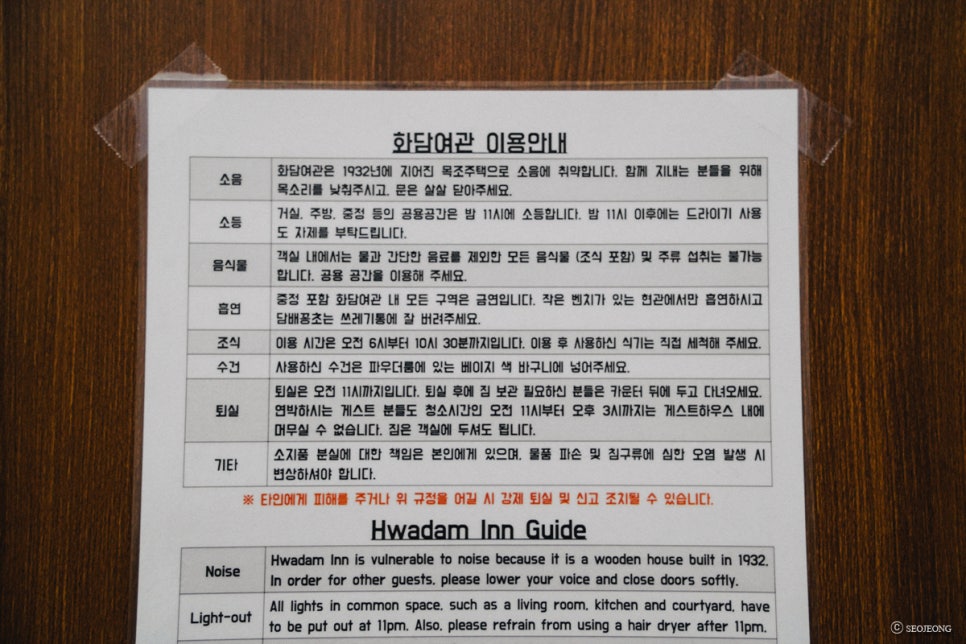 화담여관 이용안내
소음
화담여관은 1932년에 지어진 목조주택으로 소음에 취약합니다. 함께 지내는 분들을 위해
목소리를 낮춰주시고, 문은 살살 닫아주세요.
소등
거실, 주방, 중정 등의 공용공간은 밤 11시에 소등합니다. 밤 11시 이후에는 드라이기 사용
도 자제를 부탁드립니다.
음식물
객실 내에서는 물과 간단한 음료를 제외한 모든 음식물 (조식 포함) 및 주류 섭취는 불가능
합니다. 공용 공간을 이용해 주세요.
흡연
중정 포함 화담여관 내 모든 구역은 금연입니다. 작은 벤치가 있는 현관에서만 흡연하시고
담배꽁초는 쓰레기통에 잘 버려주세요.
조식
이용 시간은 오전 6시부터 10시 30분까지입니다. 이용 후 사용하신 식기는 직접 세척해 주세요.
수건
사용하신 수건은 파우더룸에 있는 베이지 색 바구니에 넣어주세요.
퇴실
퇴실은 오전 11시까지입니다. 퇴실 후에 짐 보관 필요하신 분들은 카운터 뒤에 두고 다녀오세요.
연박하시는 게스트 분들도 청소시간인 오전 11시부터 오후 3시까지는 게스트하우스 내에
머무실 수 없습니다. 짐은 객실에 두셔도 됩니다.
기타
소지품 분실에 대한 책임은 본인에게 있으며, 물품 파손 및 침구류에 심한 오염 발생 시
변상하셔야 합니다.
※ 타인에게 피해를 주거나 위 규정을 어길 시 강제 퇴실 및 신고 조치될 수 있습니다.
Hwadam Inn Guide
Noise
Hwadam Inn is vulnerable to noise because it is a wooden house built in 1932.
In order for other guests, please lower your voice and close doors softly.
Light-out
All lights in common space, such as a living room, kitchen and courtyard, have
to be put out at 11pm. Also, please refrain from using a hair dryer after 11pm.
ⓒ SEOJEONG